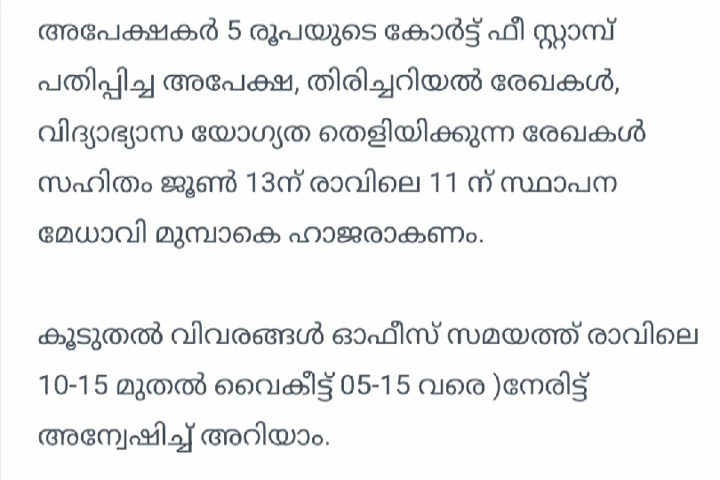 അപേക്ഷകർ 5 രൂപയുടെ കോർട്ട് ഫീ സ്റ്റാമ്പ്
പതിപ്പിച്ച അപേക്ഷ, തിരിച്ചറിയൽ രേഖകൾ,
വിദ്യാഭ്യാസ യോഗ്യത തെളിയിക്കുന്ന രേഖകൾ
സഹിതം ജൂൺ 13ന് രാവിലെ 11 ന് സ്ഥാപന
മേധാവി മുമ്പാകെ ഹാജരാകണം.

കൂടുതൽ വിവരങ്ങൾ ഓഫീസ് സമയത്ത് രാവിലെ
10-15 മുതൽ വൈകീട്ട് 05-15 വരെ )നേരിട്ട്
അന്വേഷിച്ച് അറിയാം.